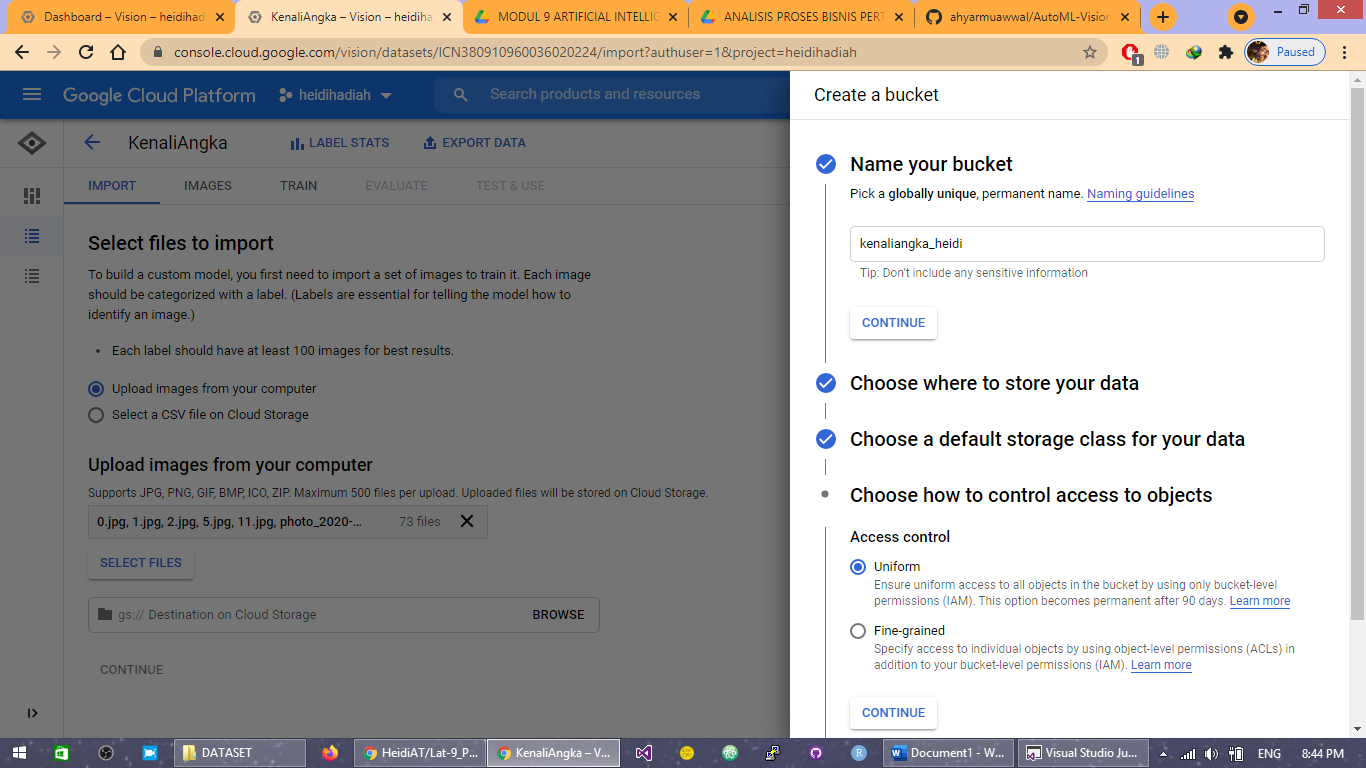 Dashboard – Vision – heidihadi
KenaliAngka – Vision – heidiha
MODUL 9 ARTIFICIAL INTELLIG
ANALISIS PROSES BISNIS PERT
ahyarmuawwal/AutoML-Vision
console.cloud.google.com/vision/datasets/ICN380910960036020224/import?authuser=1&project=heidihadiah
1
Paused
Google Cloud Platform
heidihadiah
Search products and resources
KenaliAngka
LABEL STATS
EXPORT DATA
IMPORT
IMAGES
TRAIN
EVALUATE
TEST & USE
Select files to import
To build a custom model, you first need to import a set of images to train it. Each image
should be categorized with a label. (Labels are essential for telling the model how to
identify an image.)
• Each label should have at least 100 images for best results.
Upload images from your computer
Select a CSV file on Cloud Storage
Upload images from your computer
Supports JPG, PNG, GIF, BMP, ICO, ZIP. Maximum 500 files per upload. Uploaded files will be stored on Cloud Storage.
0.jpg, 1.jpg, 2.jpg, 5.jpg, 11.jpg, photo_2020-... 73 files
SELECT FILES
gs:// Destination on Cloud Storage BROWSE
CONTINUE
Create a bucket
Name your bucket
Pick a globally unique, permanent name. Naming guidelines
kenaliangka_heidi
Tip: Don't include any sensitive information
CONTINUE
Choose where to store your data
Choose a default storage class for your data
Choose how to control access to objects
Access control
Uniform
Ensure uniform access to all objects in the bucket by using only bucket-level
permissions (IAM). This option becomes permanent after 90 days. Learn more
Fine-grained
Specify access to individual objects by using object-level permissions (ACLs) in
addition to your bucket-level permissions (IAM). Learn more
CONTINUE
DATASET
HeidiAT/Lat-9_P...
KenaliAngka – V...
Document1 - W...
Visual Studio Ju...
ENG
8:44 PM